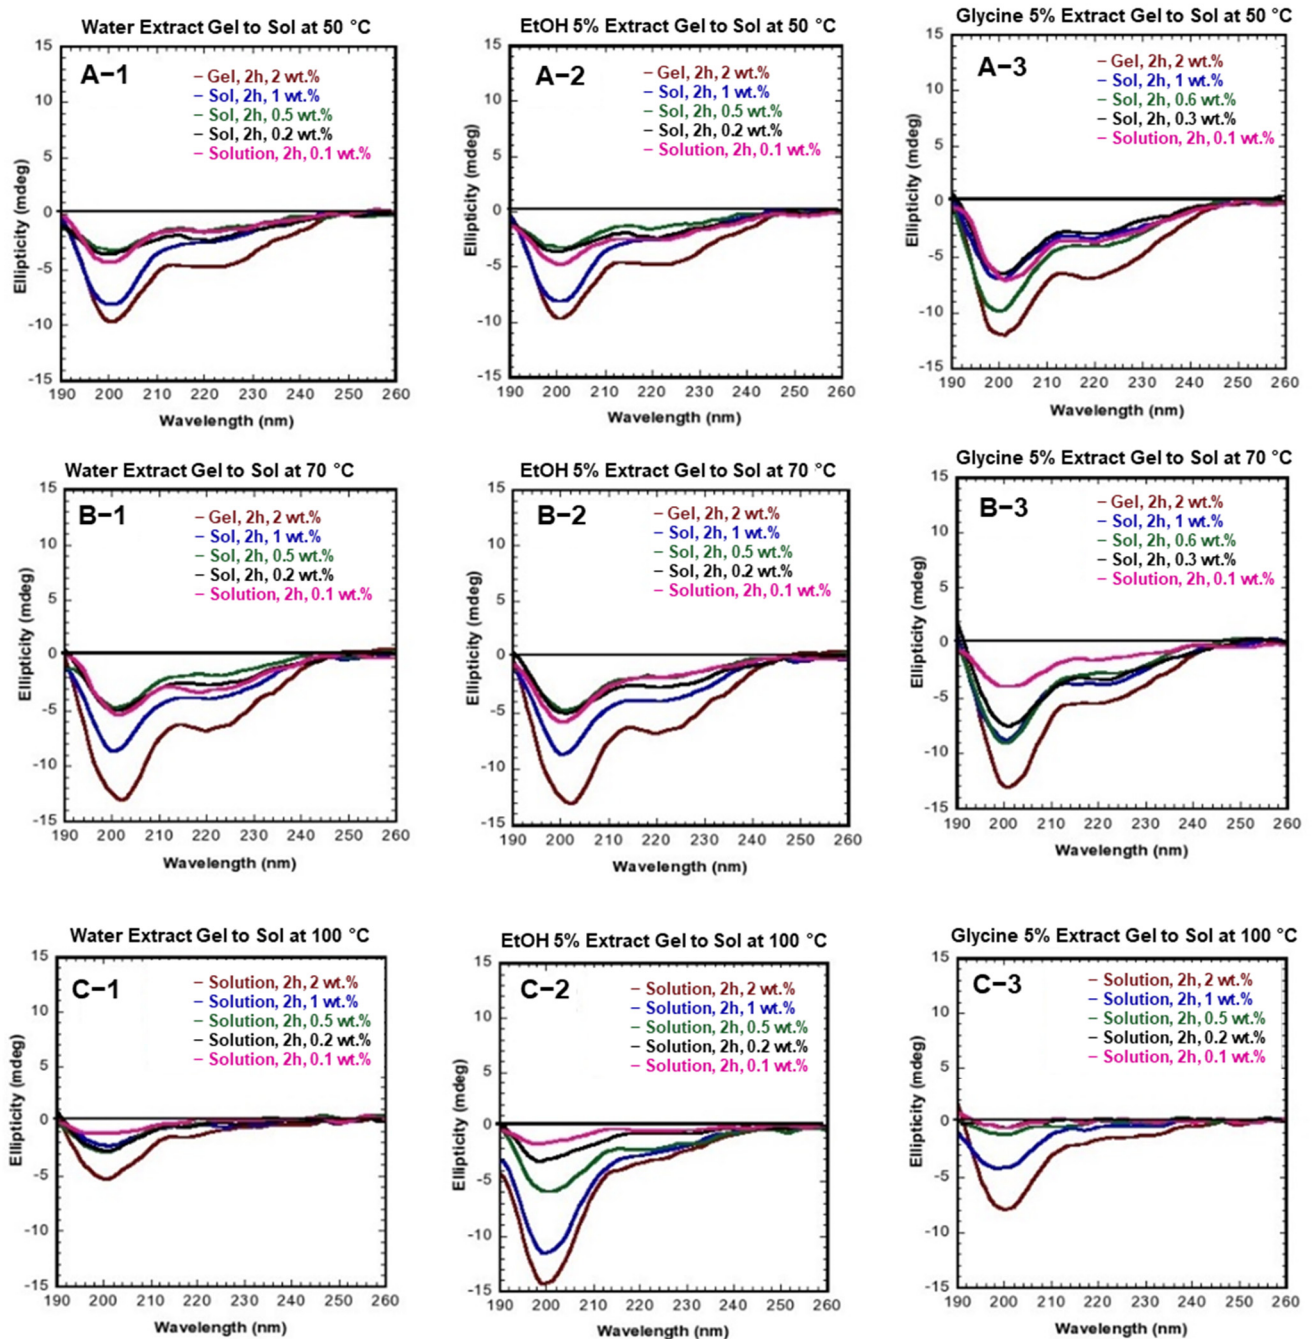 Water Extract Gel to Sol at 50 °C
A−1
− Gel, 2h, 2 wt.%
− Sol, 2h, 1 wt.%
− Sol, 2h, 0.5 wt.%
− Sol, 2h, 0.2 wt.%
− Solution, 2h, 0.1 wt.%
Ellipticity (mdeg)
15
10
5
0
-5
-10
-15
190 200 210 220 230 240 250 260
Wavelength (nm)
EtOH 5% Extract Gel to Sol at 50 °C
A−2
− Gel, 2h, 2 wt.%
− Sol, 2h, 1 wt.%
− Sol, 2h, 0.5 wt.%
− Sol, 2h, 0.2 wt.%
− Solution, 2h, 0.1 wt.%
Ellipticity (mdeg)
15
10
5
0
-5
-10
-15
190 200 210 220 230 240 250 260
Wavelength (nm)
Glycine 5% Extract Gel to Sol at 50 °C
A−3
− Gel, 2h, 2 wt.%
− Sol, 2h, 1 wt.%
− Sol, 2h, 0.6 wt.%
− Sol, 2h, 0.3 wt.%
− Solution, 2h, 0.1 wt.%
Ellipticity (mdeg)
15
10
5
0
-5
-10
-15
190 200 210 220 230 240 250 260
Wavelength (nm)
Water Extract Gel to Sol at 70 °C
B−1
− Gel, 2h, 2 wt.%
− Sol, 2h, 1 wt.%
− Sol, 2h, 0.5 wt.%
− Sol, 2h, 0.2 wt.%
− Solution, 2h, 0.1 wt.%
Ellipticity (mdeg)
15
10
5
0
-5
-10
-15
190 200 210 220 230 240 250 260
Wavelength (nm)
EtOH 5% Extract Gel to Sol at 70 °C
B−2
− Gel, 2h, 2 wt.%
− Sol, 2h, 1 wt.%
− Sol, 2h, 0.5 wt.%
− Sol, 2h, 0.2 wt.%
− Solution, 2h, 0.1 wt.%
Ellipticity (mdeg)
15
10
5
0
-5
-10
-15
190 200 210 220 230 240 250 260
Wavelength (nm)
Glycine 5% Extract Gel to Sol at 70 °C
B−3
− Gel, 2h, 2 wt.%
− Sol, 2h, 1 wt.%
− Sol, 2h, 0.6 wt.%
− Sol, 2h, 0.3 wt.%
− Solution, 2h, 0.1 wt.%
Ellipticity (mdeg)
15
10
5
0
-5
-10
-15
190 200 210 220 230 240 250 260
Wavelength (nm)
Water Extract Gel to Sol at 100 °C
C−1
− Solution, 2h, 2 wt.%
− Solution, 2h, 1 wt.%
− Solution, 2h, 0.5 wt.%
− Solution, 2h, 0.2 wt.%
− Solution, 2h, 0.1 wt.%
Ellipticity (mdeg)
15
10
5
0
-5
-10
-15
190 200 210 220 230 240 250 260
Wavelength (nm)
EtOH 5% Extract Gel to Sol at 100 °C
C−2
− Solution, 2h, 2 wt.%
− Solution, 2h, 1 wt.%
− Solution, 2h, 0.5 wt.%
− Solution, 2h, 0.2 wt.%
− Solution, 2h, 0.1 wt.%
Ellipticity (mdeg)
15
10
5
0
-5
-10
-15
190 200 210 220 230 240 250 260
Wavelength (nm)
Glycine 5% Extract Gel to Sol at 100 °C
C−3
− Solution, 2h, 2 wt.%
− Solution, 2h, 1 wt.%
− Solution, 2h, 0.5 wt.%
− Solution, 2h, 0.2 wt.%
− Solution, 2h, 0.1 wt.%
Ellipticity (mdeg)
15
10
5
0
-5
-10
-15
190 200 210 220 230 240 250 260
Wavelength (nm)